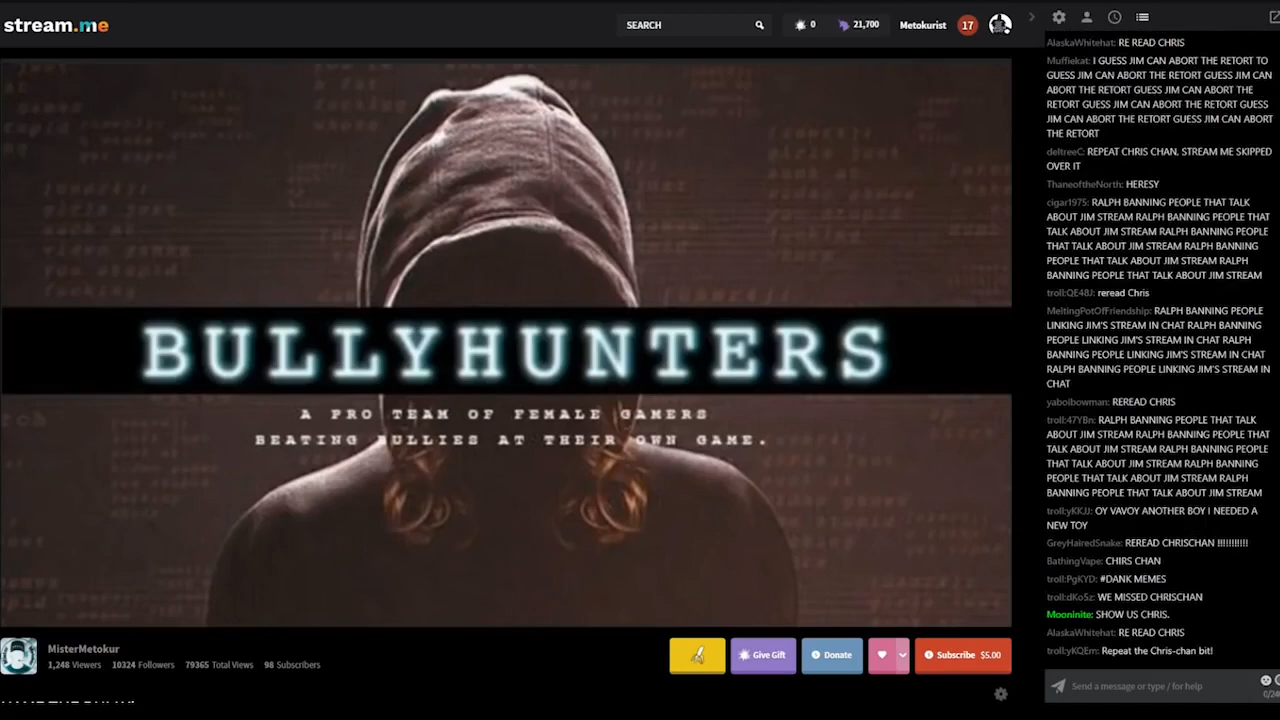 stream.me
SEARCH
0
21,700
Metokurist
17
BULLYHUNTERS
A PRO TEAM OF FEMALE GAMERS
BEATING BULLIES AT THEIR OWN GAME.
MisterMetokur
1,248 Viewers 10324 Followers 79365 Total Views 98 Subscribers
Give Gift
Donate
Subscribe $5.00
AlaskaWhitehat: RE READ CHRIS
Muffiekat: I GUESS JIM CAN ABORT THE RETORT TO
GUESS JIM CAN ABORT THE RETORT GUESS JIM CAN
ABORT THE RETORT GUESS JIM CAN ABORT THE
RETORT GUESS JIM CAN ABORT THE RETORT GUESS
JIM CAN ABORT THE RETORT GUESS JIM CAN ABORT
THE RETORT
deltreeC: REPEAT CHRIS CHAN, STREAM ME SKIPPED
OVER IT
ThaneoftheNorth: HERESY
cigar1975: RALPH BANNING PEOPLE THAT TALK
ABOUT JIM STREAM RALPH BANNING PEOPLE THAT
TALK ABOUT JIM STREAM RALPH BANNING PEOPLE
THAT TALK ABOUT JIM STREAM RALPH BANNING
PEOPLE THAT TALK ABOUT JIM STREAM RALPH
BANNING PEOPLE THAT TALK ABOUT JIM STREAM
troll:QE48J: reread Chris
MeltingPotOfFriendship: RALPH BANNING PEOPLE
LINKING JIM'S STREAM IN CHAT RALPH BANNING
PEOPLE LINKING JIM'S STREAM IN CHAT RALPH
BANNING PEOPLE LINKING JIM'S STREAM IN CHAT
RALPH BANNING PEOPLE LINKING JIM'S STREAM IN
CHAT
yaboibowman: REREAD CHRIS
troll:47YBn: RALPH BANNING PEOPLE THAT TALK
ABOUT JIM STREAM RALPH BANNING PEOPLE THAT
TALK ABOUT JIM STREAM RALPH BANNING PEOPLE
THAT TALK ABOUT JIM STREAM RALPH BANNING
PEOPLE THAT TALK ABOUT JIM STREAM RALPH
BANNING PEOPLE THAT TALK ABOUT JIM STREAM
troll:yKKJJ: OY VAVOY ANOTHER BOY I NEEDED A
NEW TOY
GreyHairedSnake: REREAD CHRISCHAN !!!!!!!!!!!
BathingVape: CHIRS CHAN
troll:PgKYD: #DANK MEMES
troll:dKo5z: WE MISSED CHRISCHAN
Mooninite: SHOW US CHRIS.
AlaskaWhitehat: RE READ CHRIS
troll:yKQEm: Repeat the Chris-chan bit!
Send a message or type / for help